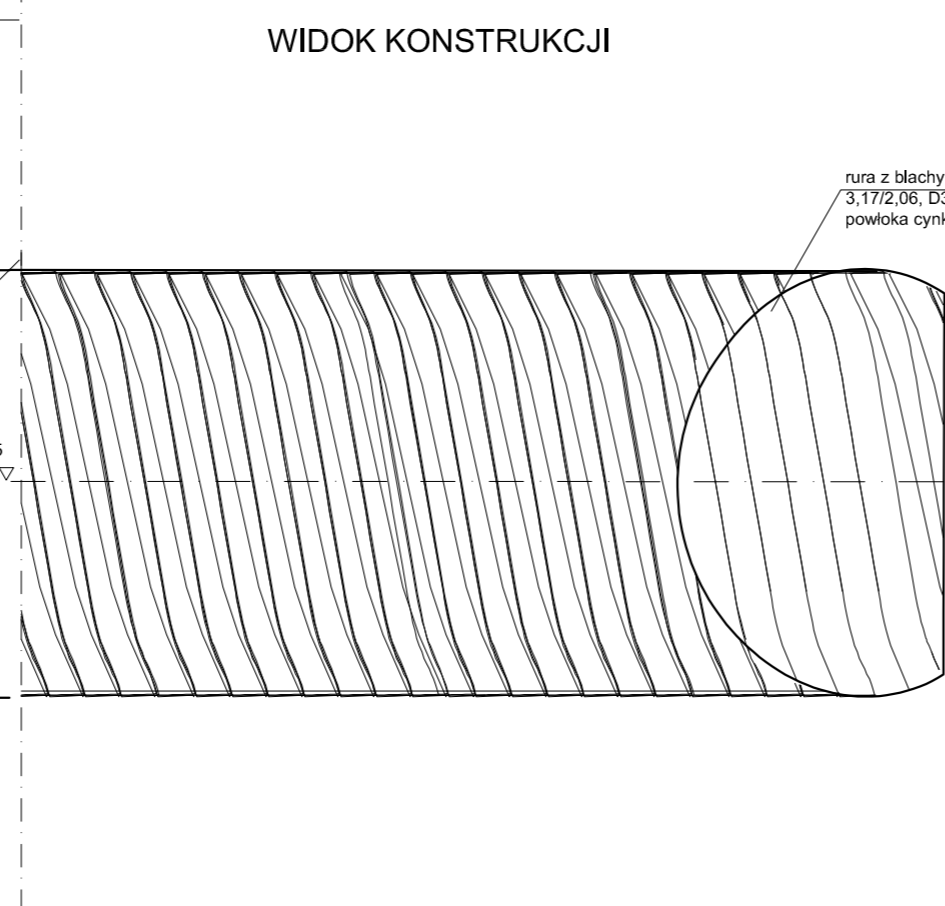 WIDOK KONSTRUKCJI
rura z blachy
3,17/2,06, D3
powłoka cynk